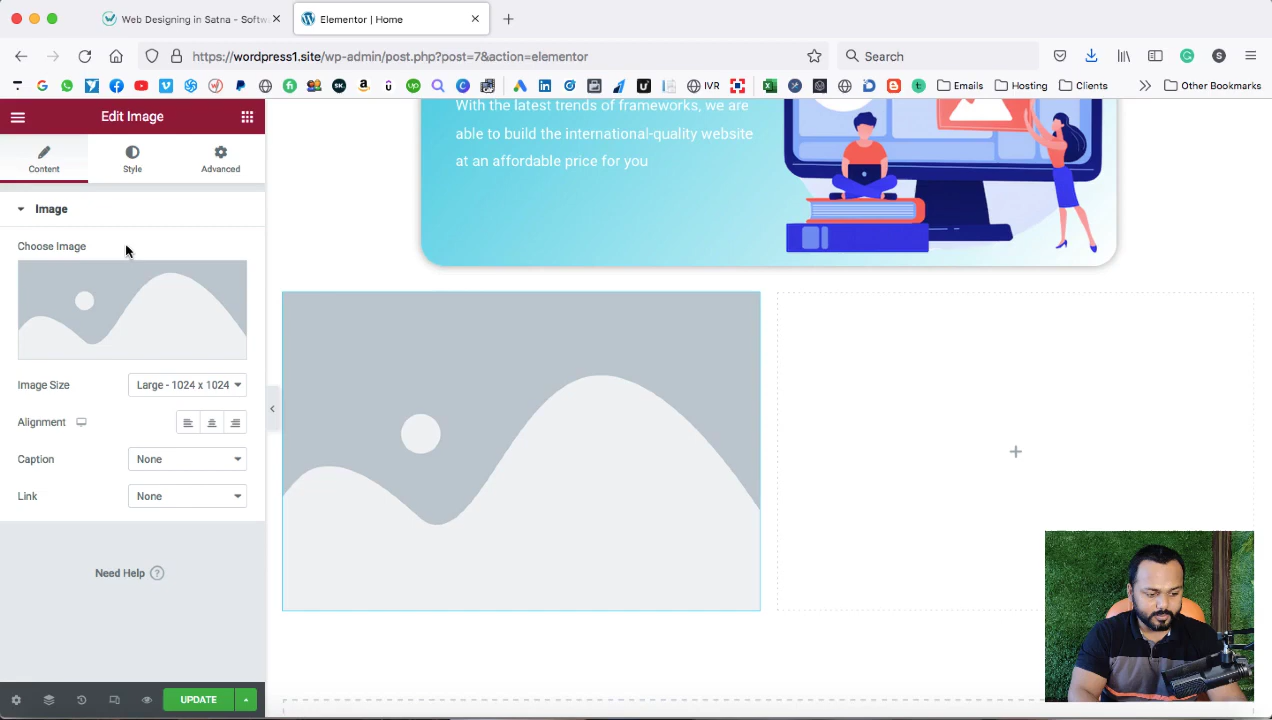 Web Designing in Satna - Softw
Elementor | Home
https://wordpress1.site/wp-admin/post.php?post=7&action=elementor
Search
IVR
Emails
Hosting
Clients
Other Bookmarks
Edit Image
Content
Style
Advanced
Image
Choose Image
Image Size
Large - 1024 x 1024
Alignment
Caption
None
Link
None
Need Help
UPDATE
With the latest trends of frameworks, we are
able to build the international-quality website
at an affordable price for you